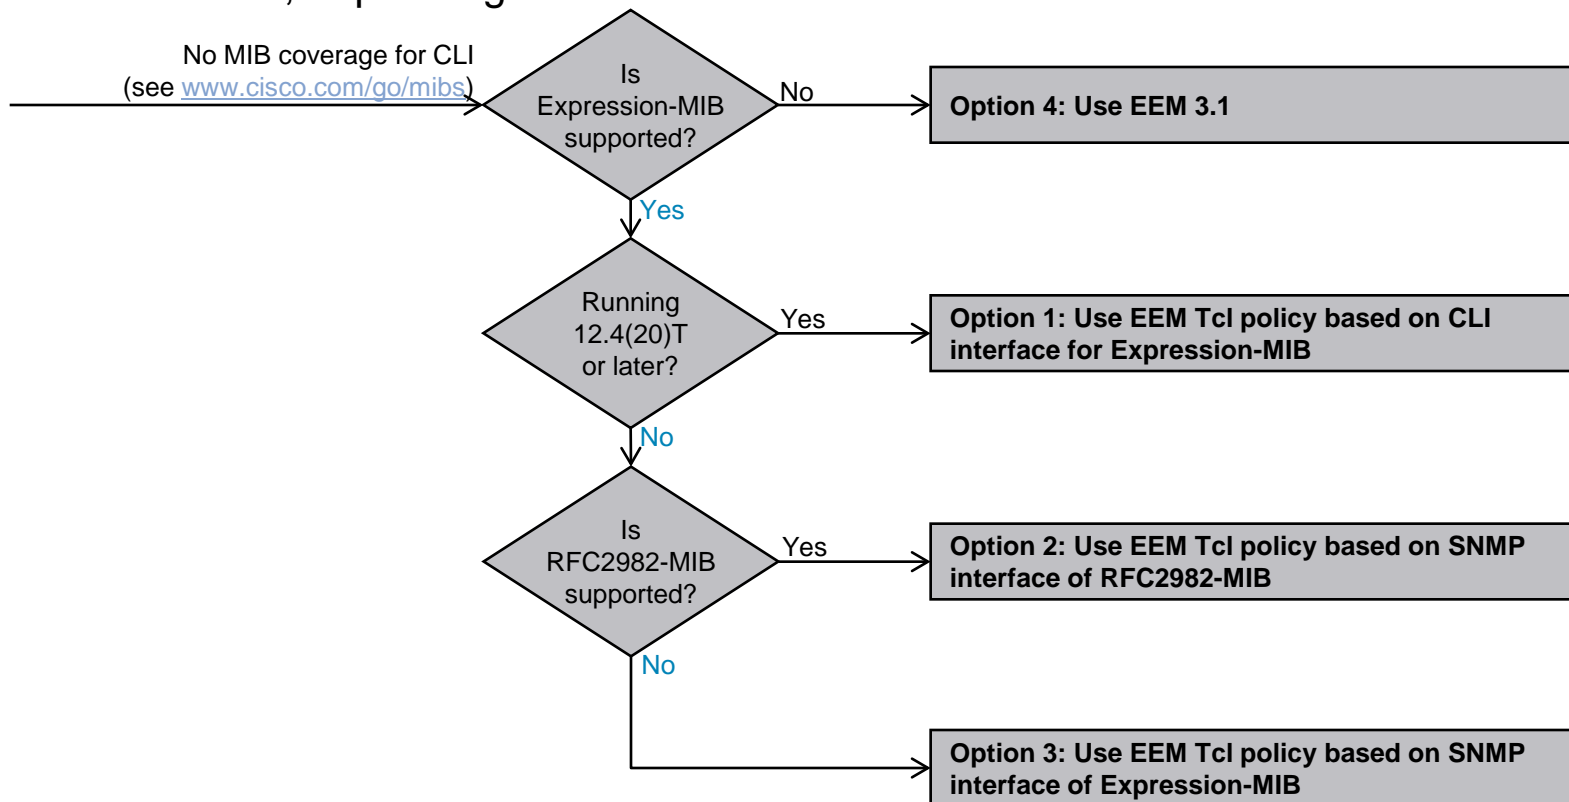 No MIB coverage for CLI
(see www.cisco.com/go/mibs)
Is
Expression-MIB
supported?
No
Option 4: Use EEM 3.1
Yes
Running
12.4(20)T
or later?
Yes
Option 1: Use EEM Tcl policy based on CLI
interface for Expression-MIB
No
Is
RFC2982-MIB
supported?
Yes
Option 2: Use EEM Tcl policy based on SNMP
interface of RFC2982-MIB
No
Option 3: Use EEM Tcl policy based on SNMP
interface of Expression-MIB